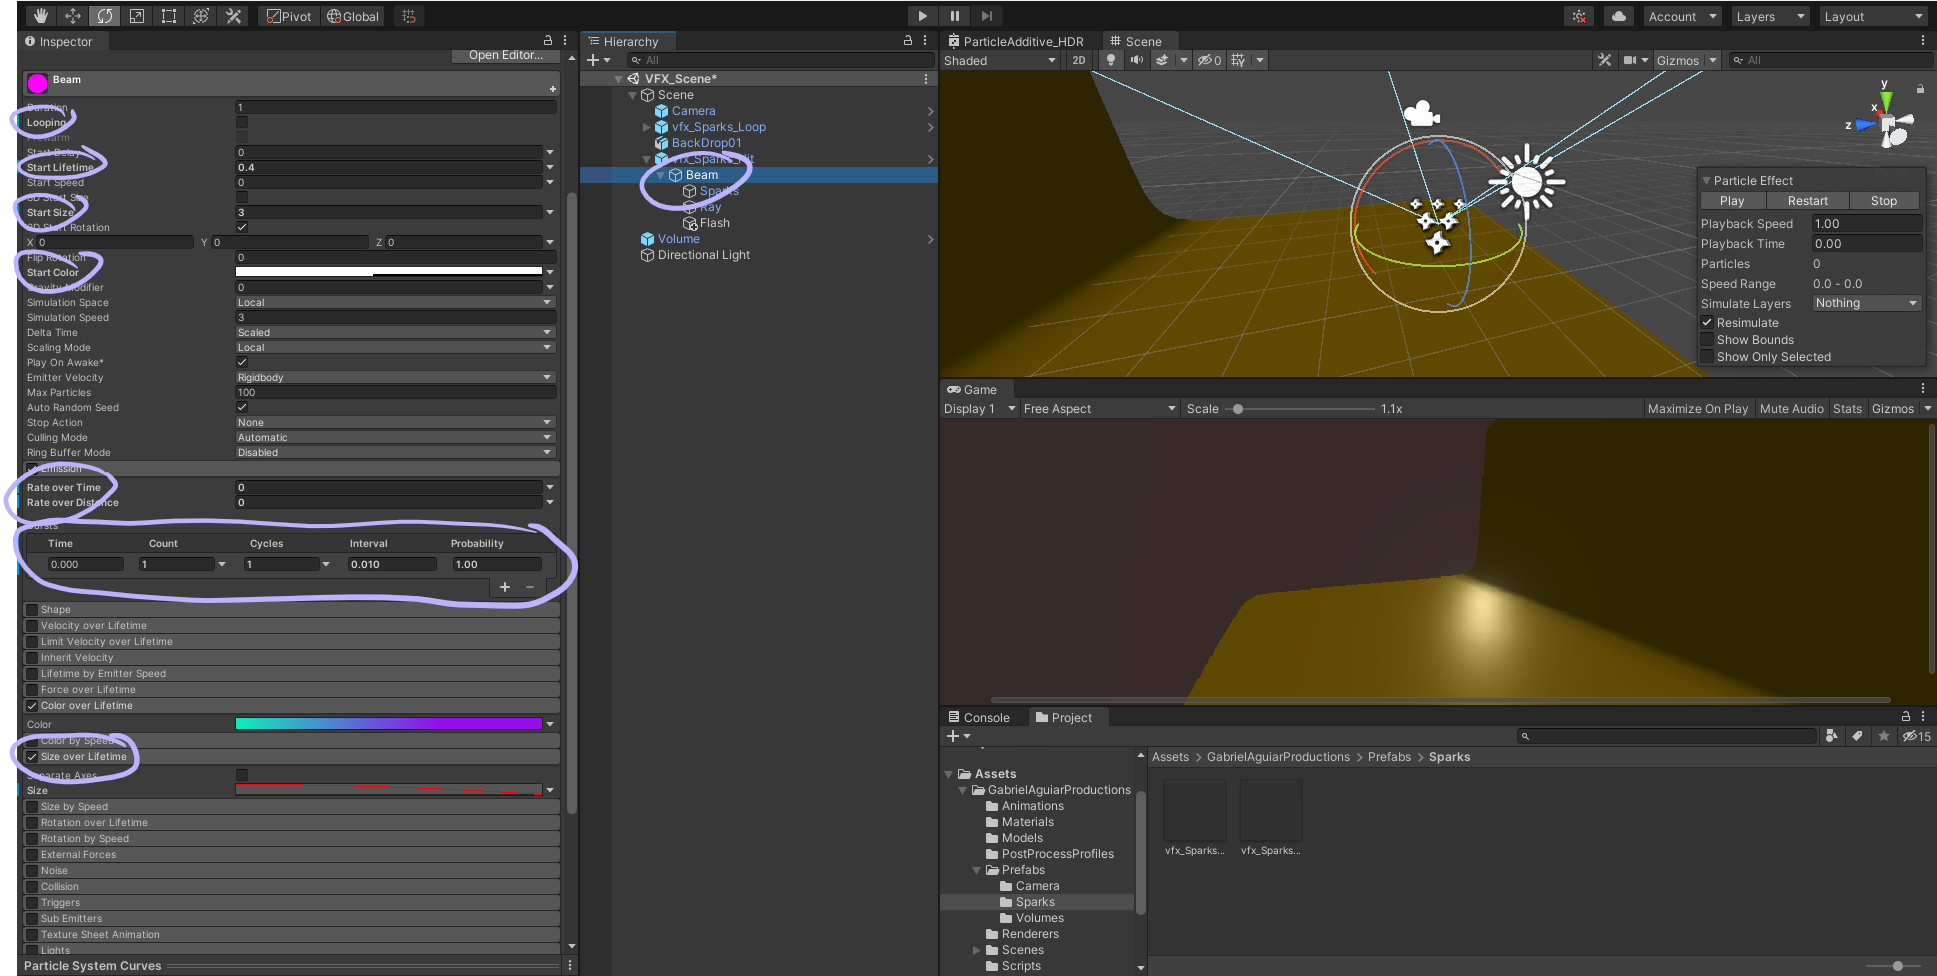 Pivot Global Account Layers Layout
Inspector
Open Editor...
Beam
Duration 1
Looping
Prewarm
Start Delay 0
Start Lifetime 0.4
Start Speed 0
3D Start Size
Start Size 3
3D Start Rotation
X 0 Y 0 Z 0
Flip Rotation 0
Start Color
Gravity Modifier 0
Simulation Space Local
Simulation Speed 3
Delta Time Scaled
Scaling Mode Local
Play On Awake*
Emitter Velocity Rigidbody
Max Particles 100
Auto Random Seed
Stop Action None
Culling Mode Automatic
Ring Buffer Mode Disabled
Emission
Rate over Time 0
Rate over Distance 0
Bursts
Time Count Cycles Interval Probability
0.000 1 1 0.010 1.00
+ −
Shape
Velocity over Lifetime
Limit Velocity over Lifetime
Inherit Velocity
Lifetime by Emitter Speed
Force over Lifetime
Color over Lifetime
Color
Color by Speed
Size over Lifetime
Separate Axes
Size
Size by Speed
Rotation over Lifetime
Rotation by Speed
External Forces
Noise
Collision
Triggers
Sub Emitters
Texture Sheet Animation
Lights
Particle System Curves
Hierarchy
All
VFX_Scene*
Scene
Camera
vfx_Sparks_Loop
BackDrop01
vfx_Sparks_Hit
Beam
Sparks
Ray
Flash
Volume
Directional Light
ParticleAdditive_HDR Scene
Shaded 2D 0 Gizmos All
y
x
z
Particle Effect
Play Restart Stop
Playback Speed 1.00
Playback Time 0.00
Particles 0
Speed Range 0.0 - 0.0
Simulate Layers Nothing
Resimulate
Show Bounds
Show Only Selected
Game
Display 1 Free Aspect Scale 1.1x Maximize On Play Mute Audio Stats Gizmos
Console Project
15
Assets
GabrielAguiarProductions
Animations
Materials
Models
PostProcessProfiles
Prefabs
Camera
Sparks
Volumes
Renderers
Scenes
Scripts
Assets > GabrielAguiarProductions > Prefabs > Sparks
vfx_Sparks... vfx_Sparks...